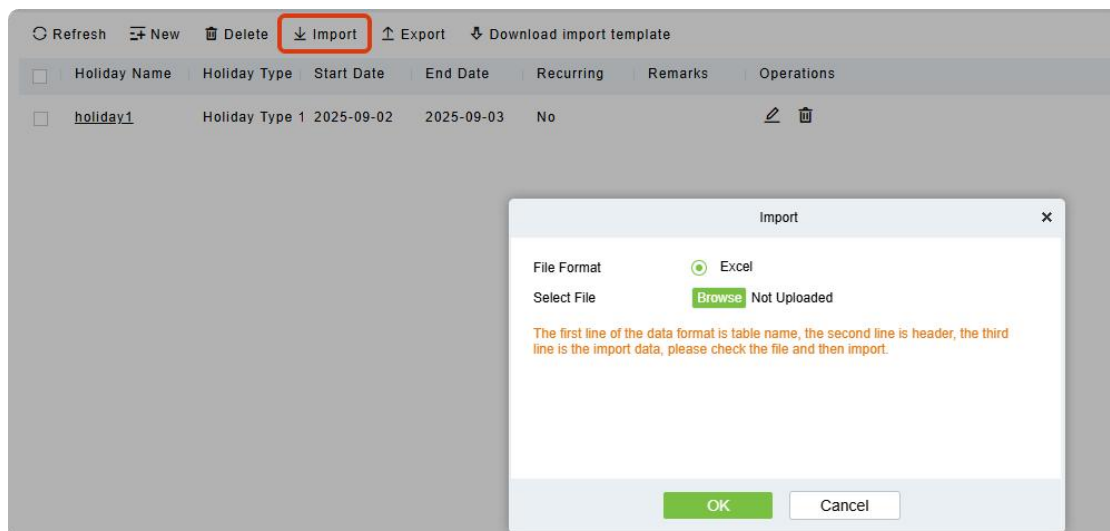 Refresh New Delete Import Export Download import template
Holiday Name Holiday Type Start Date End Date Recurring Remarks Operations
holiday1 Holiday Type 1 2025-09-02 2025-09-03 No
Import
File Format Excel
Select File Browse Not Uploaded
The first line of the data format is table name, the second line is header, the third
line is the import data, please check the file and then import.
OK Cancel